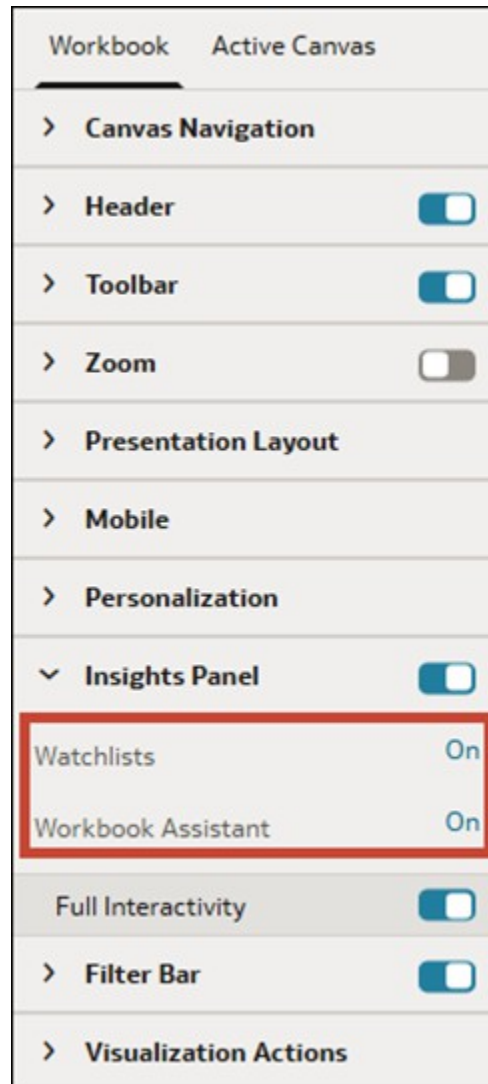 Workbook Active Canvas
Canvas Navigation
Header
Toolbar
Zoom
Presentation Layout
Mobile
Personalization
Insights Panel
Watchlists On
Workbook Assistant On
Full Interactivity
Filter Bar
Visualization Actions